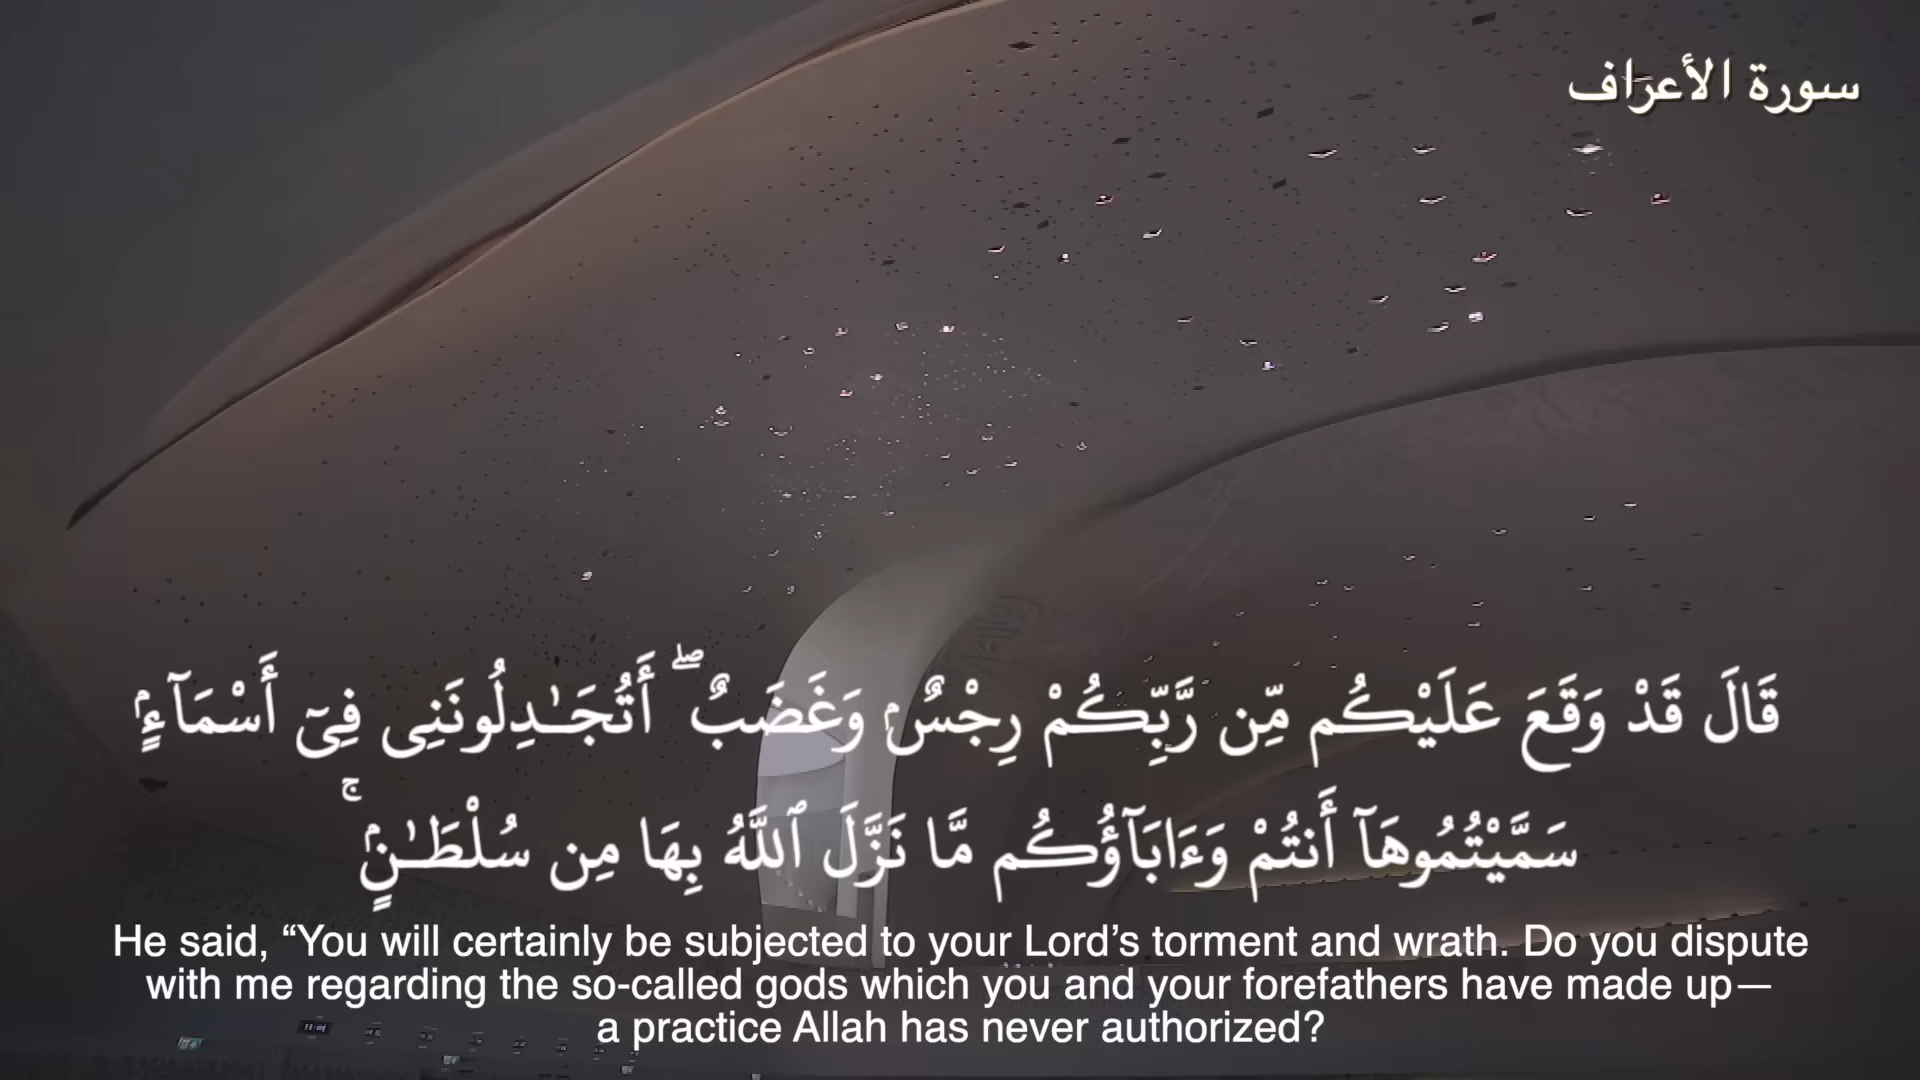 سورة الأعراف
قَالَ قَدْ وَقَعَ عَلَيْكُم مِّن رَّبِّكُمْ رِجْسٌۭ وَغَضَبٌ ۖ أَتُجَـٰدِلُونَنِى فِىٓ أَسْمَآءٍۢ
سَمَّيْتُمُوهَآ أَنتُمْ وَءَابَآؤُكُم مَّا نَزَّلَ ٱللَّهُ بِهَا مِن سُلْطَـٰنٍۢ ۚ
He said, “You will certainly be subjected to your Lord’s torment and wrath. Do you dispute
with me regarding the so-called gods which you and your forefathers have made up—
a practice Allah has never authorized?